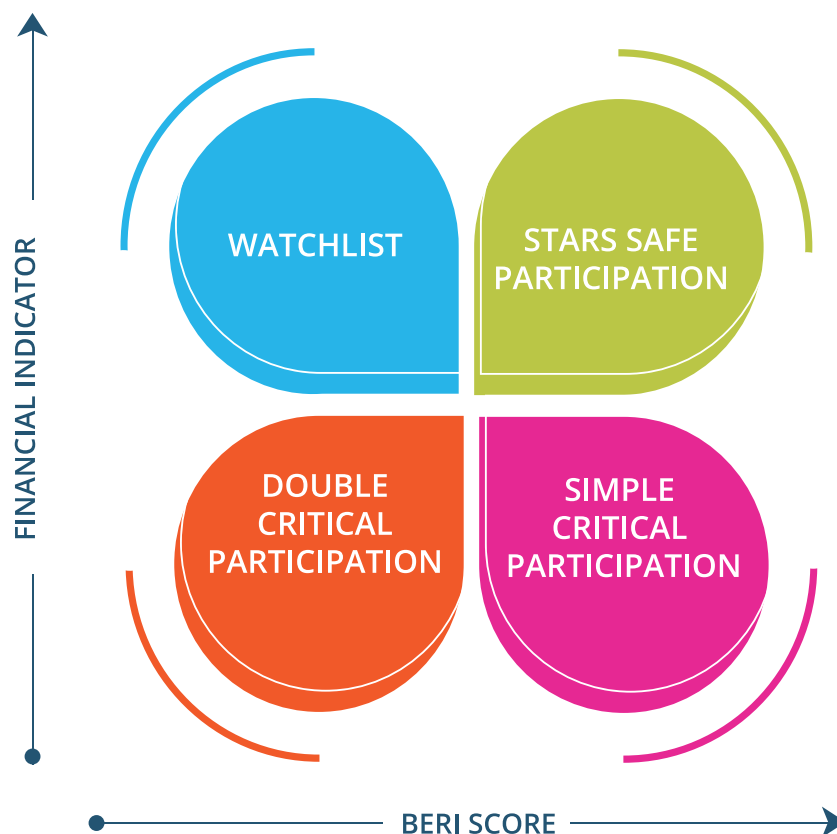 FINANCIAL INDICATOR
WATCHLIST
STARS SAFE
PARTICIPATION
DOUBLE
CRITICAL
PARTICIPATION
SIMPLE
CRITICAL
PARTICIPATION
BERI SCORE